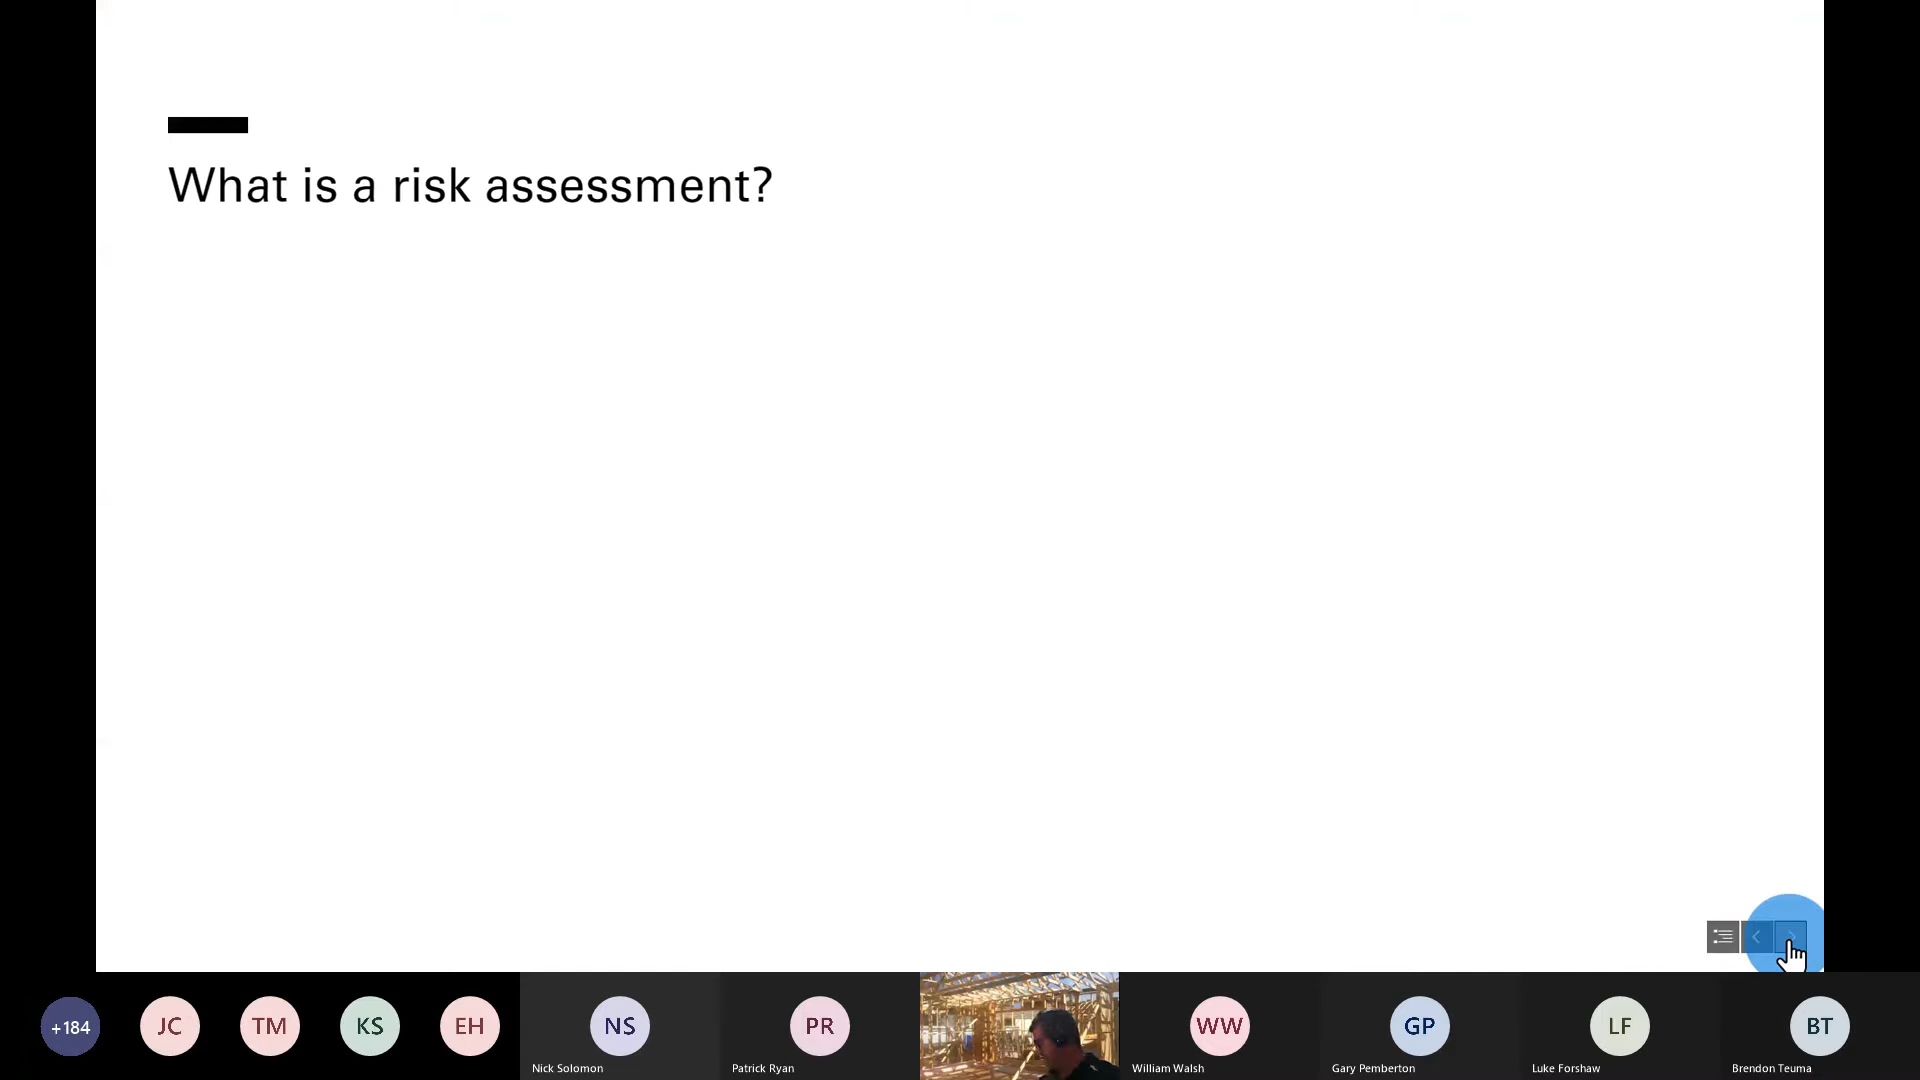 What is a risk assessment?
+184
JC
TM
KS
EH
NS
PR
WW
GP
LF
BT
Nick Solomon
Patrick Ryan
William Walsh
Gary Pemberton
Luke Forshaw
Brendon Teuma